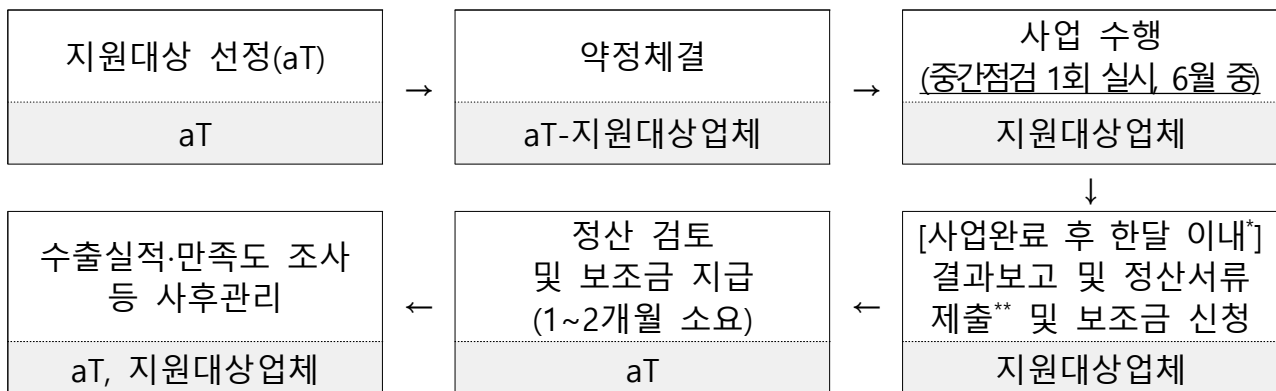 지원대상 선정(aT)
aT
→
약정체결
aT-지원대상업체
→
사업 수행
(중간점검 1회 실시, 6월 중)
지원대상업체
↓
[사업완료 후 한달 이내*]
결과보고 및 정산서류
제출** 및 보조금 신청
지원대상업체
←
정산 검토
및 보조금 지급
(1~2개월 소요)
aT
←
수출실적·만족도 조사
등 사후관리
aT, 지원대상업체